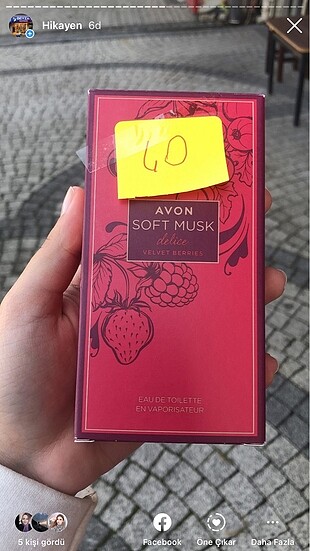 Hikayen 6d
40
AVON
SOFT MUSK
delice
VELVET BERRIES
EAU DE TOILETTE
EN VAPORISATEUR
5 kişi gördü
Facebook
Öne Çıkar
Daha Fazla